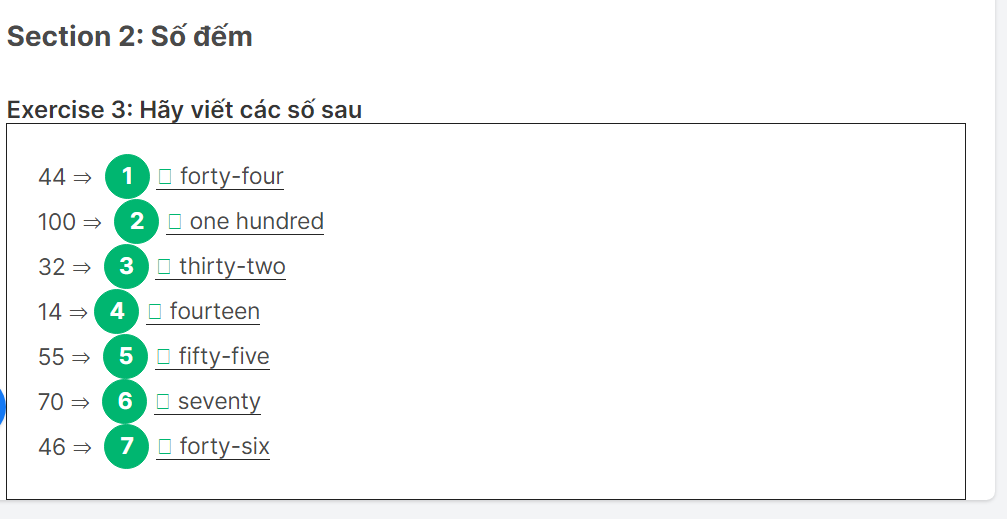 Section 2: Số đếm
Exercise 3: Hãy viết các số sau
44 ⇒ 1 forty-four
100 ⇒ 2 one hundred
32 ⇒ 3 thirty-two
14 ⇒ 4 fourteen
55 ⇒ 5 fifty-five
70 ⇒ 6 seventy
46 ⇒ 7 forty-six